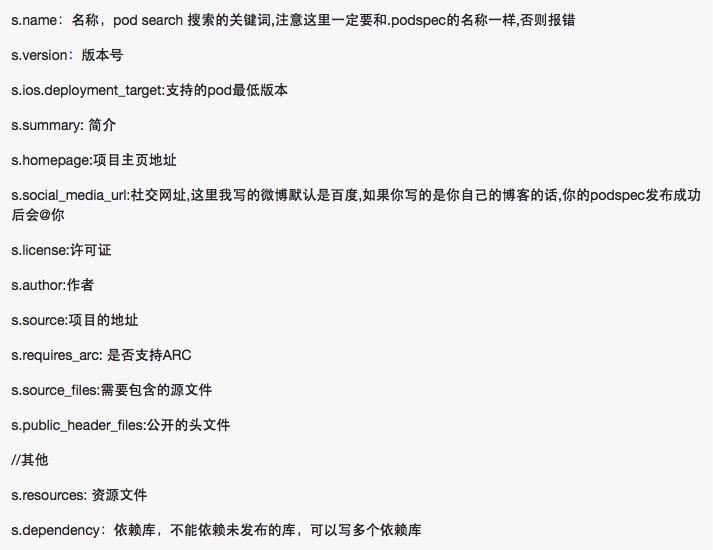 s.name：名称，pod search 搜索的关键词,注意这里一定要和.podspec的名称一样,否则报错
s.version：版本号
s.ios.deployment_target:支持的pod最低版本
s.summary: 简介
s.homepage:项目主页地址
s.social_media_url:社交网址,这里我写的微博默认是百度,如果你写的是你自己的博客的话,你的podspec发布成功
后会@你
s.license:许可证
s.author:作者
s.source:项目的地址
s.requires_arc: 是否支持ARC
s.source_files:需要包含的源文件
s.public_header_files:公开的头文件
//其他
s.resources: 资源文件
s.dependency：依赖库，不能依赖未发布的库，可以写多个依赖库